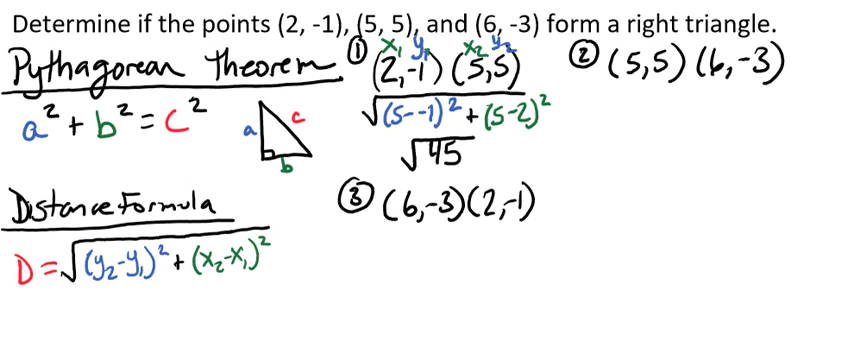 Determine if the points (2, -1), (5, 5), and (6, -3) form a right triangle.
Pythagorean Theorem
a² + b² = c²
a
c
b
Distance Formula
D = √(y₂-y₁)² + (x₂-x₁)²
①
x₁ y₁ x₂ y₂
(2,-1) (5,5)
√(5--1)² + (5-2)²
√45
② (5,5) (6,-3)
③ (6,-3)(2,-1)